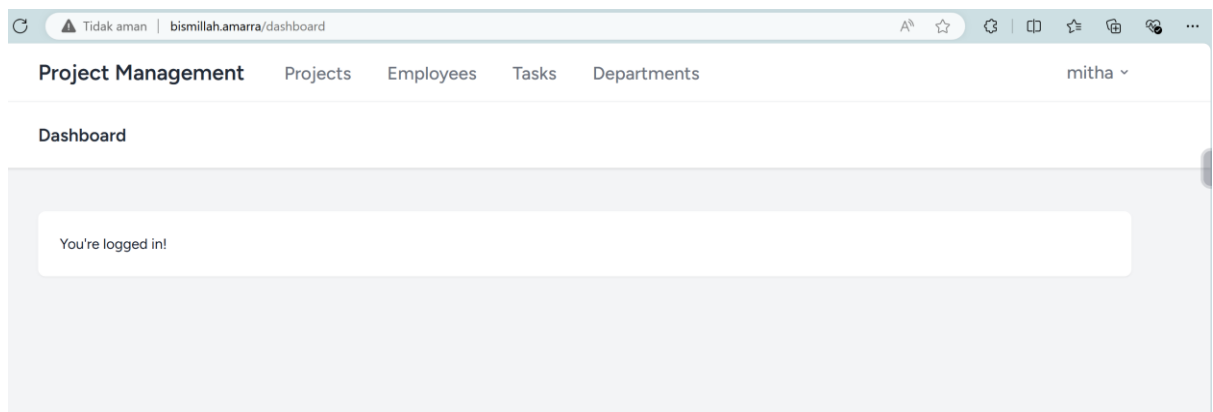 Tidak aman | bismillah.amarra/dashboard
Project Management Projects Employees Tasks Departments mitha
Dashboard
You're logged in!